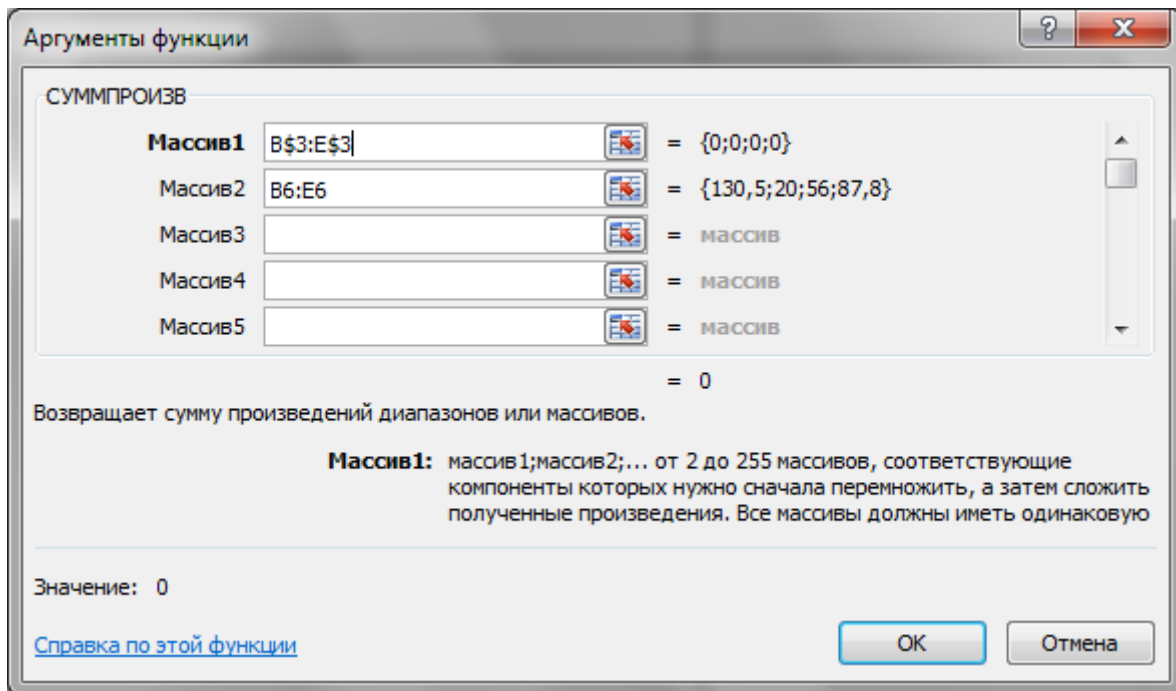 Аргументы функции
СУММПРОИЗВ
Массив1 B$3:E$3 = {0;0;0;0}
Массив2 B6:E6 = {130,5;20;56;87,8}
Массив3 = массив
Массив4 = массив
Массив5 = массив
= 0
Возвращает сумму произведений диапазонов или массивов.
Массив1: массив1;массив2;... от 2 до 255 массивов, соответствующие
компоненты которых нужно сначала перемножить, а затем сложить
полученные произведения. Все массивы должны иметь одинаковую
Значение: 0
Справка по этой функции
OK Отмена